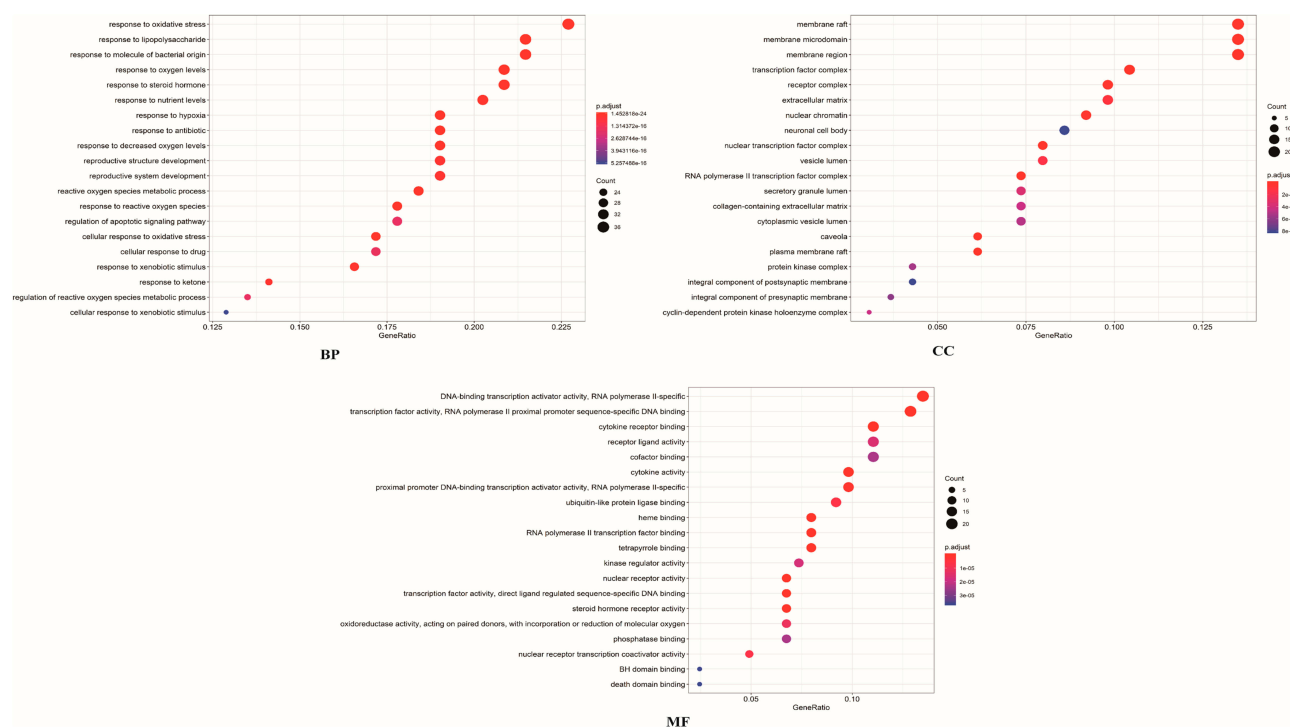 response to oxidative stress
response to lipopolysaccharide
response to molecule of bacterial origin
response to oxygen levels
response to steroid hormone
response to nutrient levels
response to hypoxia
response to antibiotic
response to decreased oxygen levels
reproductive structure development
reproductive system development
reactive oxygen species metabolic process
response to reactive oxygen species
regulation of apoptotic signaling pathway
cellular response to oxidative stress
cellular response to drug
response to xenobiotic stimulus
response to ketone
regulation of reactive oxygen species metabolic process
cellular response to xenobiotic stimulus
0.125 0.150 0.175 0.200 0.225
GeneRatio
BP
p.adjust
1.452818e-24
1.314372e-16
2.628744e-16
3.943116e-16
5.257488e-16
Count
24
28
32
36
membrane raft
membrane microdomain
membrane region
transcription factor complex
receptor complex
extracellular matrix
nuclear chromatin
neuronal cell body
nuclear transcription factor complex
vesicle lumen
RNA polymerase II transcription factor complex
secretory granule lumen
collagen-containing extracellular matrix
cytoplasmic vesicle lumen
caveola
plasma membrane raft
protein kinase complex
integral component of postsynaptic membrane
integral component of presynaptic membrane
cyclin-dependent protein kinase holoenzyme complex
0.050 0.075 0.100 0.125
GeneRatio
CC
Count
5
10
15
20
p.adjust
2e-
4e-
6e-
8e-
DNA-binding transcription activator activity, RNA polymerase II-specific
transcription factor activity, RNA polymerase II proximal promoter sequence-specific DNA binding
cytokine receptor binding
receptor ligand activity
cofactor binding
cytokine activity
proximal promoter DNA-binding transcription activator activity, RNA polymerase II-specific
ubiquitin-like protein ligase binding
heme binding
RNA polymerase II transcription factor binding
tetrapyrrole binding
kinase regulator activity
nuclear receptor activity
transcription factor activity, direct ligand regulated sequence-specific DNA binding
steroid hormone receptor activity
oxidoreductase activity, acting on paired donors, with incorporation or reduction of molecular oxygen
phosphatase binding
nuclear receptor transcription coactivator activity
BH domain binding
death domain binding
0.05 0.10
GeneRatio
MF
Count
5
10
15
20
p.adjust
1e-05
2e-05
3e-05